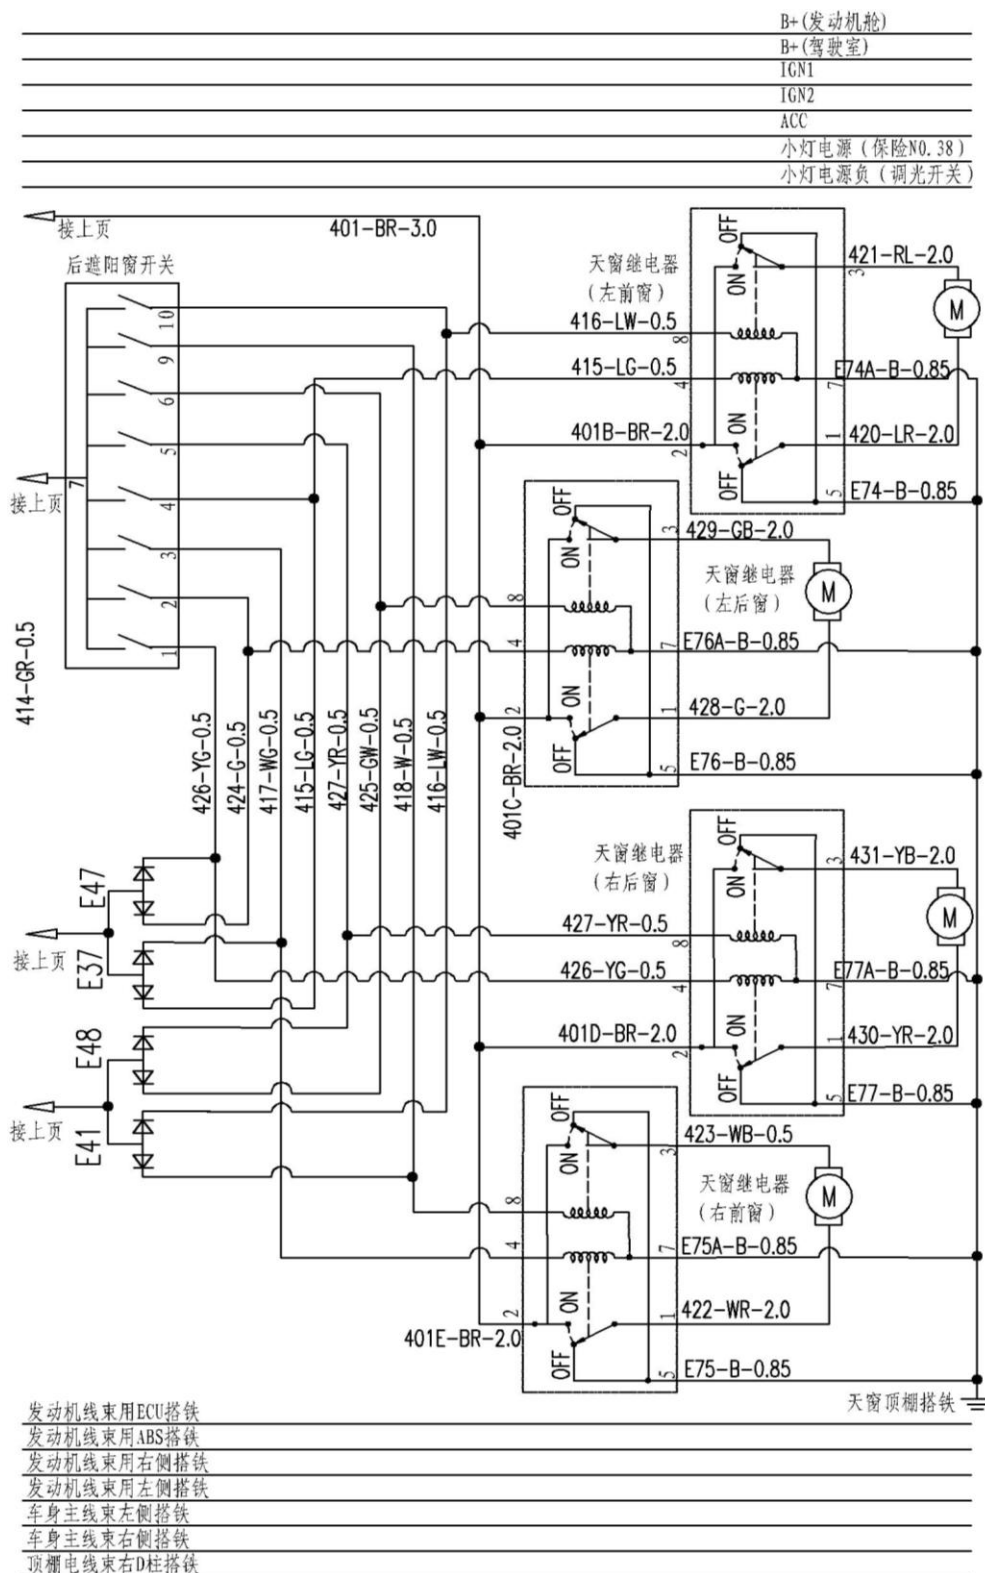 B+(发动机舱)
B+(驾驶室)
IGN1
IGN2
ACC
小灯电源(保险NO.38)
小灯电源负(调光开关)
接上页
401-BR-3.0
后遮阳窗开关
10
9
6
5
7
4
3
2
1
接上页
414-GR-0.5
天窗继电器
(左前窗)
OFF
ON
421-RL-2.0
3
M
416-LW-0.5
8
415-LG-0.5
4
E74A-B-0.85
7
ON
401B-BR-2.0
2
1
420-LR-2.0
OFF
5
E74-B-0.85
OFF
ON
3
429-GB-2.0
天窗继电器
(左后窗)
M
8
4
7
E76A-B-0.85
ON
2
1
428-G-2.0
OFF
5
E76-B-0.85
401C-BR-2.0
426-YG-0.5
424-G-0.5
417-WG-0.5
415-LG-0.5
427-YR-0.5
425-GW-0.5
418-W-0.5
416-LW-0.5
天窗继电器
(右后窗)
OFF
ON
3
431-YB-2.0
M
427-YR-0.5
8
426-YG-0.5
4
E77A-B-0.85
7
ON
401D-BR-2.0
2
1
430-YR-2.0
OFF
5
E77-B-0.85
E47
接上页
E37
E48
接上页
E41
OFF
ON
3
423-WB-0.5
天窗继电器
(右前窗)
M
8
4
7
E75A-B-0.85
ON
2
1
422-WR-2.0
401E-BR-2.0
OFF
5
E75-B-0.85
天窗顶棚搭铁
发动机线束用ECU搭铁
发动机线束用ABS搭铁
发动机线束用右侧搭铁
发动机线束用左侧搭铁
车身主线束左侧搭铁
车身主线束右侧搭铁
顶棚电线束右D柱搭铁